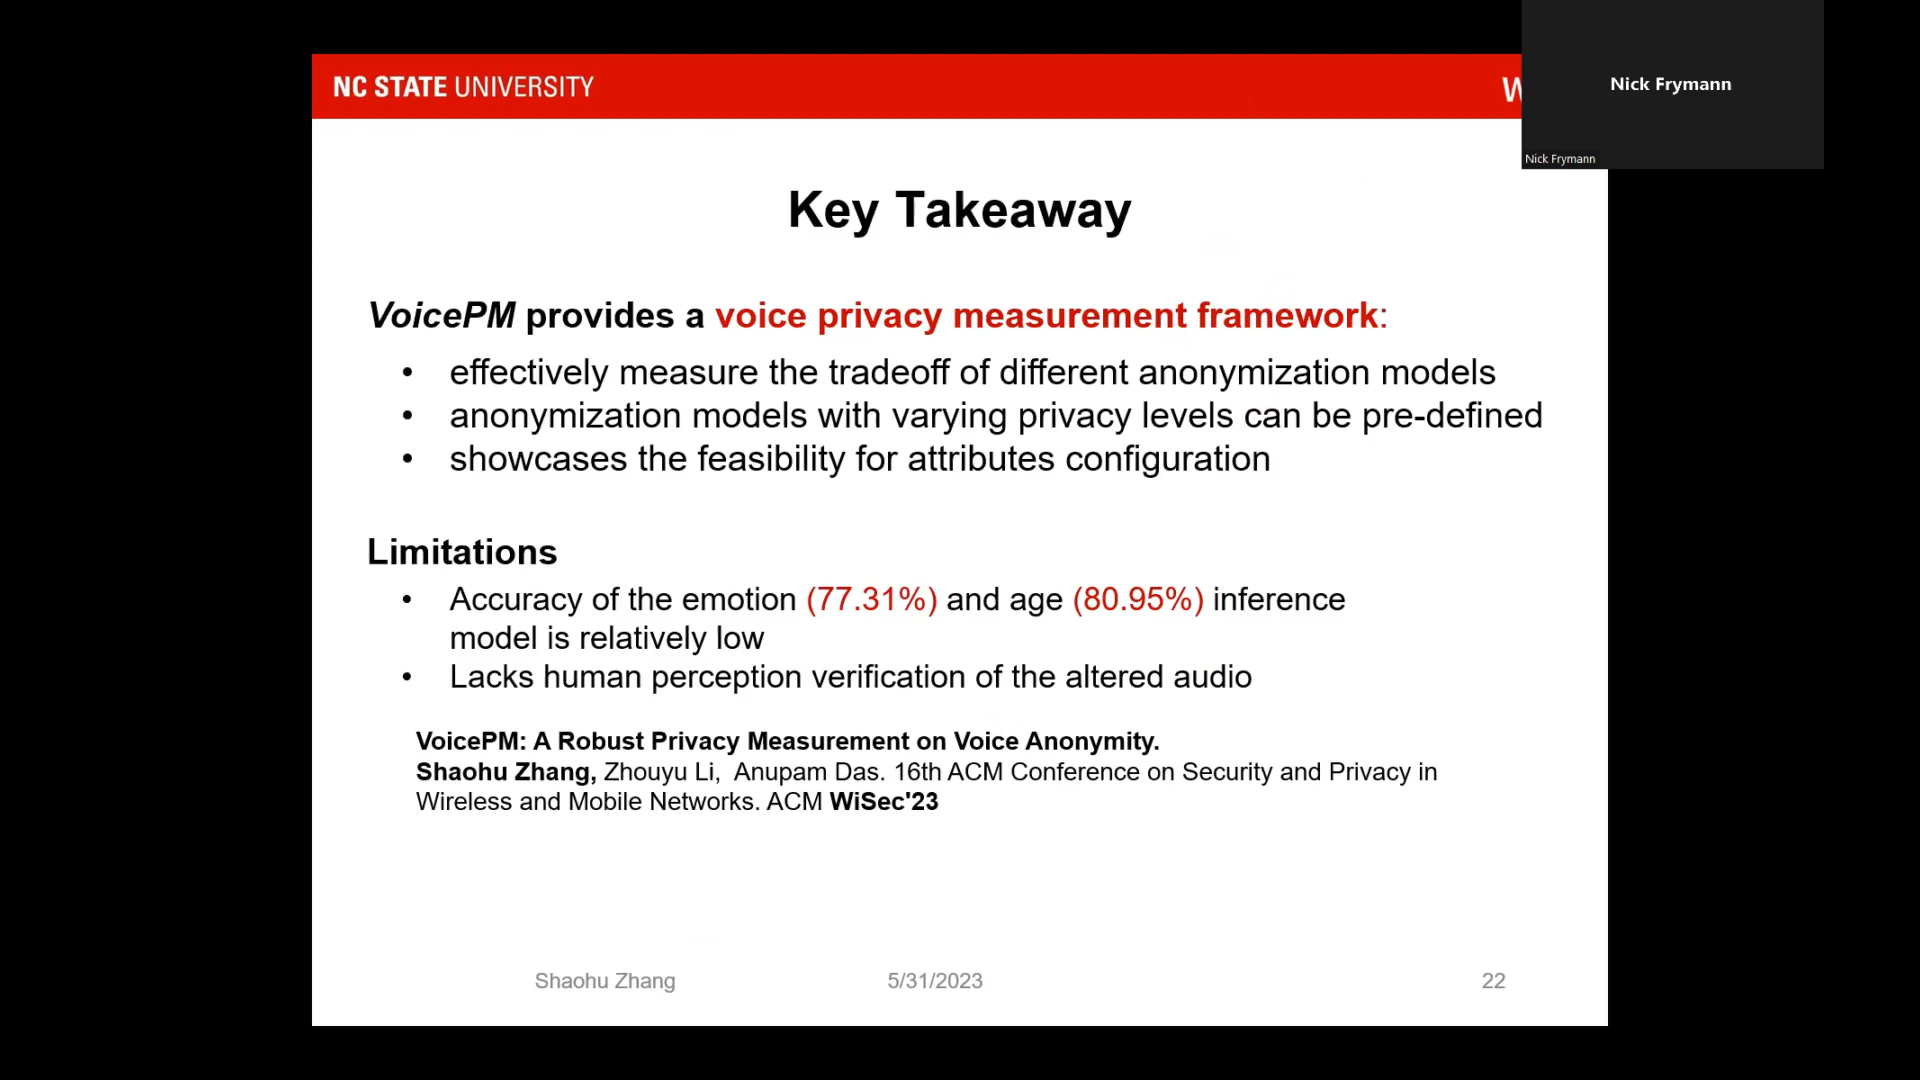 NC STATE UNIVERSITY
W
Nick Frymann
Nick Frymann
Key Takeaway
VoicePM provides a voice privacy measurement framework:
• effectively measure the tradeoff of different anonymization models
• anonymization models with varying privacy levels can be pre-defined
• showcases the feasibility for attributes configuration
Limitations
• Accuracy of the emotion (77.31%) and age (80.95%) inference
model is relatively low
• Lacks human perception verification of the altered audio
VoicePM: A Robust Privacy Measurement on Voice Anonymity.
Shaohu Zhang, Zhouyu Li, Anupam Das. 16th ACM Conference on Security and Privacy in
Wireless and Mobile Networks. ACM WiSec'23
Shaohu Zhang 5/31/2023 22